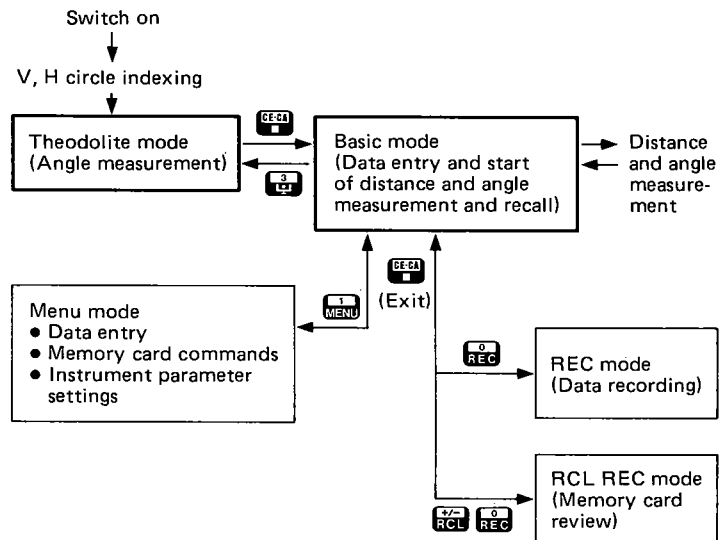 Switch on
V, H circle indexing
Theodolite mode
(Angle measurement)
CE·CA
3
Basic mode
(Data entry and start
of distance and angle
measurement and recall)
Distance
and angle
measure-
ment
Menu mode
● Data entry
● Memory card commands
● Instrument parameter
settings
1
MENU
CE·CA
(Exit)
0
REC
REC mode
(Data recording)
+/−
RCL
0
REC
RCL REC mode
(Memory card
review)